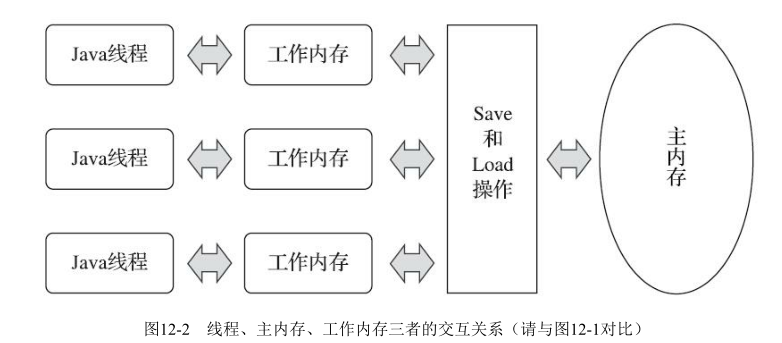 Java线程
工作内存
Java线程
工作内存
Java线程
工作内存
Save
和
Load
操作
主
内
存
图12-2 线程、主内存、工作内存三者的交互关系（请与图12-1对比）